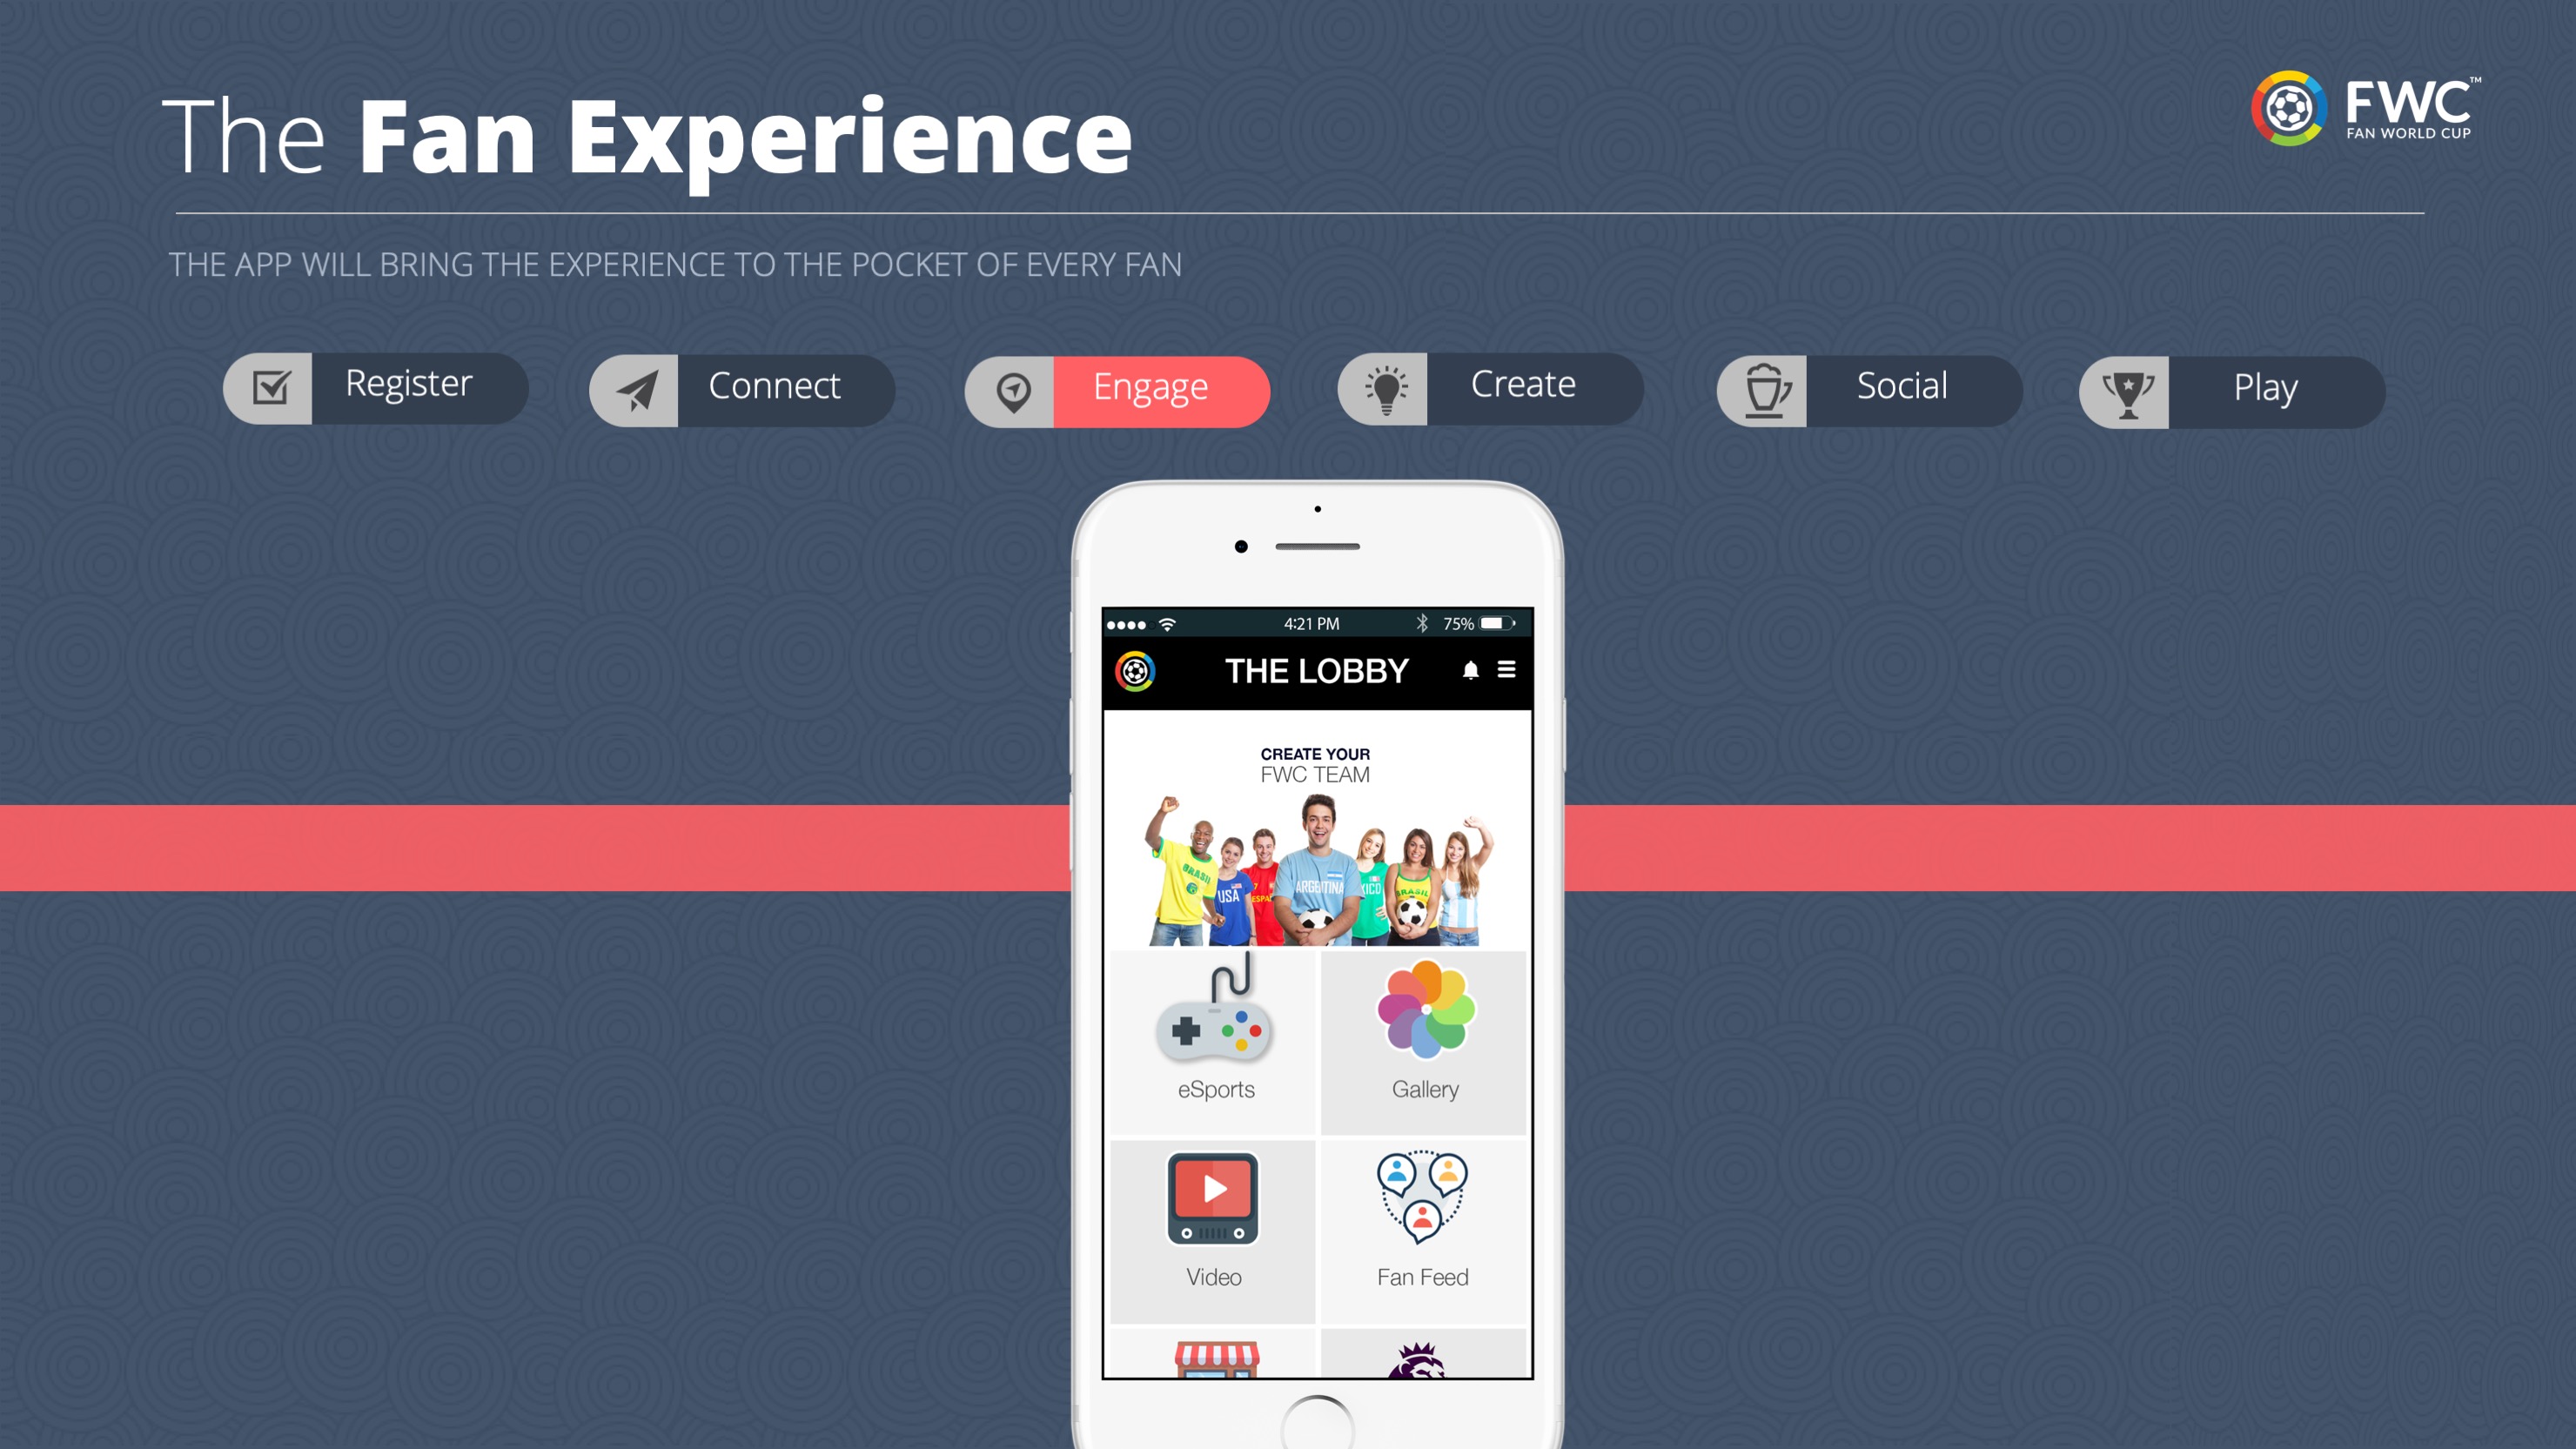 The Fan Experience
FWC™
FAN WORLD CUP
THE APP WILL BRING THE EXPERIENCE TO THE POCKET OF EVERY FAN
Register
Connect
Engage
Create
Social
Play
4:21 PM
75%
THE LOBBY
CREATE YOUR
FWC TEAM
BRASIL
USA
ESPA
ARGENTINA
XICO
BRASIL
eSports
Gallery
Video
Fan Feed